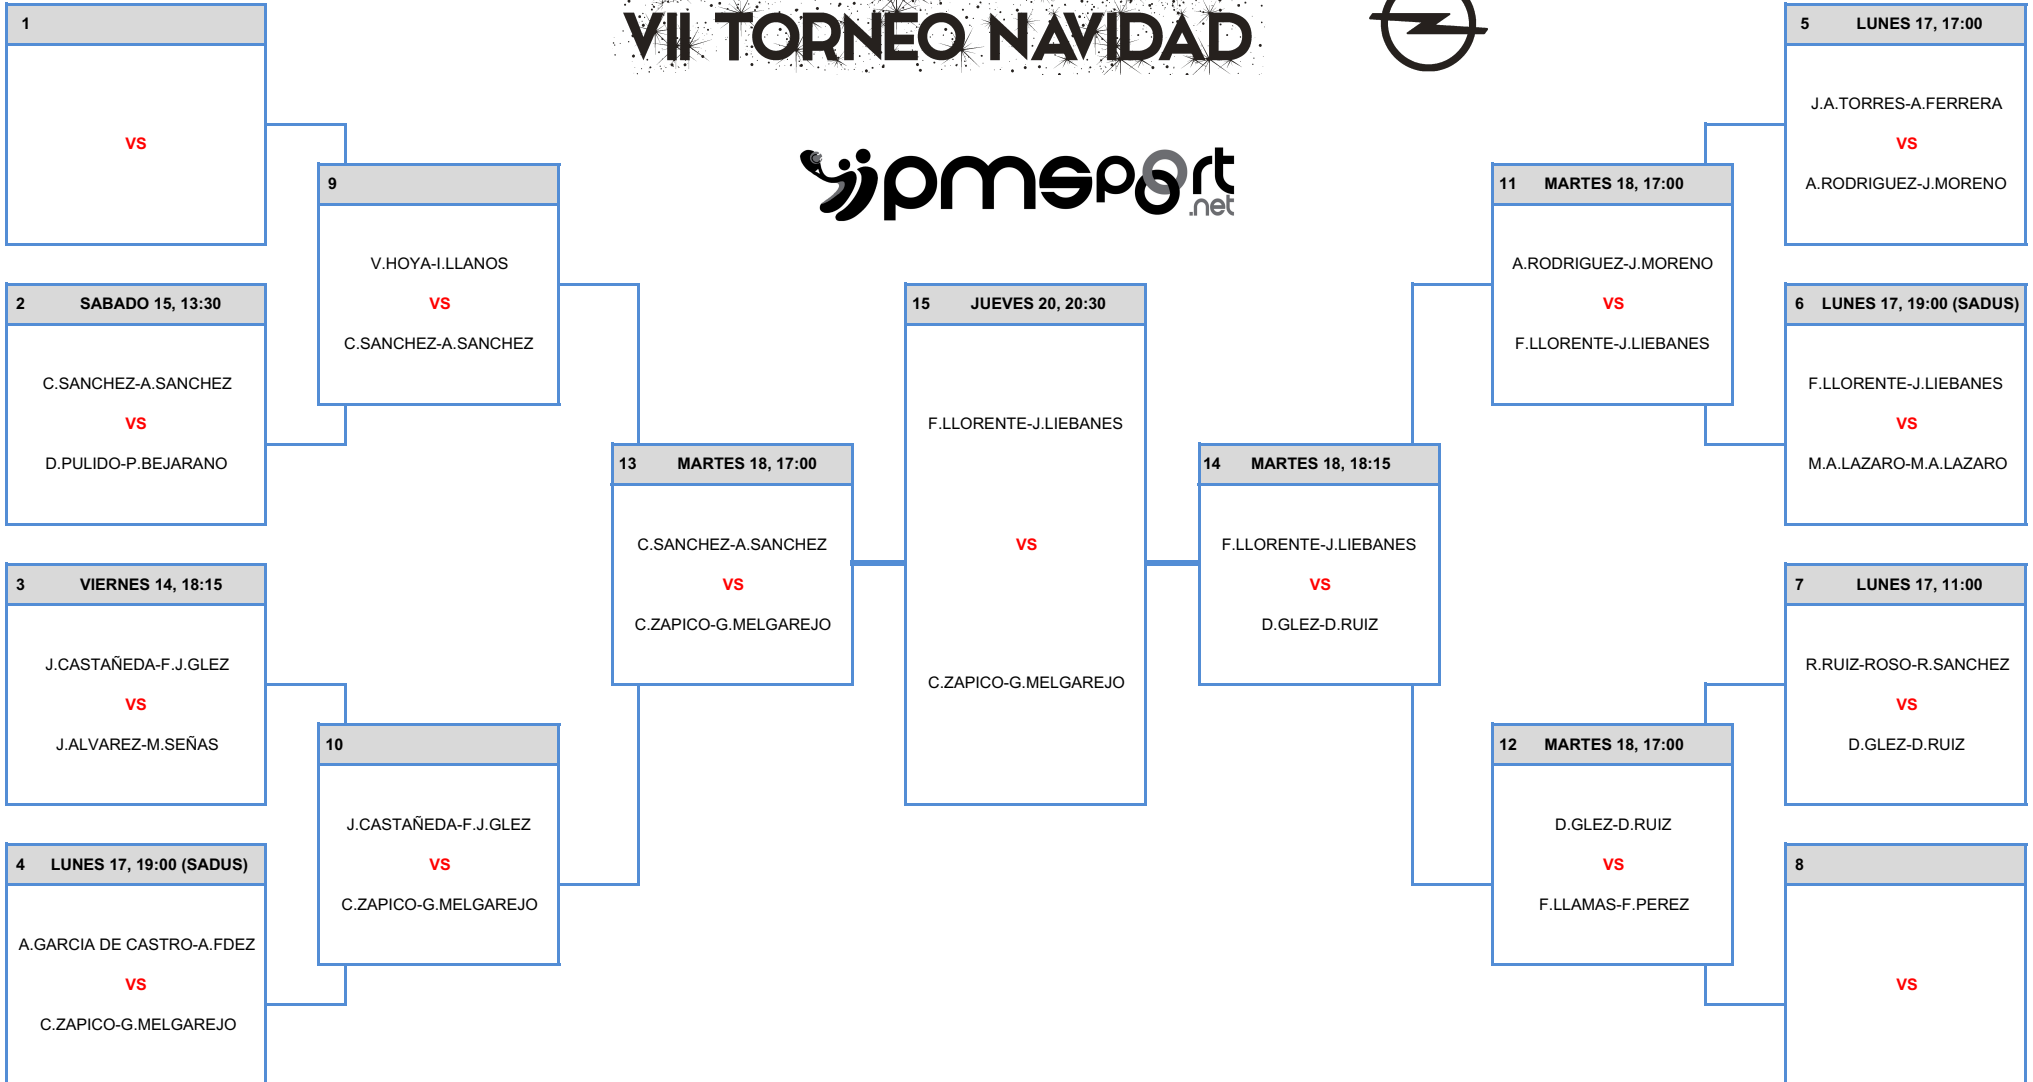 VII TORNEO NAVIDAD
pmsport
.net
1
VS
2 SABADO 15, 13:30
C.SANCHEZ-A.SANCHEZ
VS
D.PULIDO-P.BEJARANO
3 VIERNES 14, 18:15
J.CASTAÑEDA-F.J.GLEZ
VS
J.ALVAREZ-M.SEÑAS
4 LUNES 17, 19:00 (SADUS)
A.GARCIA DE CASTRO-A.FDEZ
VS
C.ZAPICO-G.MELGAREJO
9
V.HOYA-I.LLANOS
VS
C.SANCHEZ-A.SANCHEZ
10
J.CASTAÑEDA-F.J.GLEZ
VS
C.ZAPICO-G.MELGAREJO
13 MARTES 18, 17:00
C.SANCHEZ-A.SANCHEZ
VS
C.ZAPICO-G.MELGAREJO
15 JUEVES 20, 20:30
F.LLORENTE-J.LIEBANES
VS
C.ZAPICO-G.MELGAREJO
14 MARTES 18, 18:15
F.LLORENTE-J.LIEBANES
VS
D.GLEZ-D.RUIZ
11 MARTES 18, 17:00
A.RODRIGUEZ-J.MORENO
VS
F.LLORENTE-J.LIEBANES
12 MARTES 18, 17:00
D.GLEZ-D.RUIZ
VS
F.LLAMAS-F.PEREZ
5 LUNES 17, 17:00
J.A.TORRES-A.FERRERA
VS
A.RODRIGUEZ-J.MORENO
6 LUNES 17, 19:00 (SADUS)
F.LLORENTE-J.LIEBANES
VS
M.A.LAZARO-M.A.LAZARO
7 LUNES 17, 11:00
R.RUIZ-ROSO-R.SANCHEZ
VS
D.GLEZ-D.RUIZ
8
VS